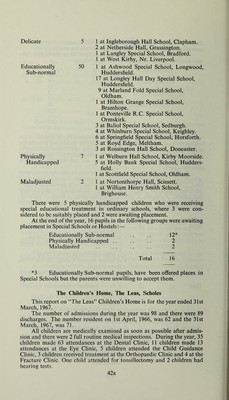 Delicate 5 1 at Ingleborough Hall School, Clapham.
2 at Netherside Hall, Grassington.
1 at Longley Special School, Bradford.
1 at West Kirby, Nr. Liverpool.
Educationally 50 1 at Ashwood Special School, Longwood,
Sub-normal Huddersfield.
17 at Longley Hall Day Special School,
Huddersfield.
9 at Marland Fold Special School,
Oldham.
1 at Hilton Grange Special School,
Bramhope.
1 at Ponteville R.C. Special School,
Ormskirk.
3 at Baliol Special School, Sedburgh.
4 at Whinburn Special School, Keighley.
6 at Springfield Special School, Horsforth.
5 at Royd Edge, Meltham.
3 at Rossington Hall School, Doncaster.
Physically 7 1 at Welburn Hall School, Kirby Moorside.
Handicapped 5 at Holly Bank Special School, Hudders-
field.
1 at Scottfield Special School, Oldham.
Maladjusted 2 1 at Nortonthorpe Hall, Scissett.
1 at William Henry Smith School,
Brighouse.
There were 5 physically handicapped children who were receiving
special educational treatment in ordinary schools, where 3 were con-
sidered to be suitably placed and 2 were awaiting placement.
At the end of the year, 16 pupils in the following groups were awaiting
placement in Special Schools or Hostels:—
Educationally Sub-normal .. .. 12*
Physically Handicapped .. .. 2
Maladjusted .. .. 2
Total 16
*3 Educationally Sub-normal pupils, have been offered places in
Special Schools but the parents were unwilling to accept them.
The Children's Home, The Leas, Scholes
This report on "The Leas" Children's Home is for the year ended 31st
March, 1967.
The number of admissions during the year was 98 and there were 89
discharges. The number resident on 1st April, 1966, was 62 and the 31st
March, 1967, was 71.
All children are medically examined as soon as possible after admis-
sion and there were 2 full routine medical inspections. During the year, 35
children made 63 attendances at the Dental Clinic, 11 children made 13
attendances at the Eye Clinic, 5 children attended the Child Guidance
Clinic, 3 children received treatment at the Orthopaedic Clinic and 4 at the
Fracture Clinic. One child attended for tonsillectomy and 2 children had
hearing tests.
42a